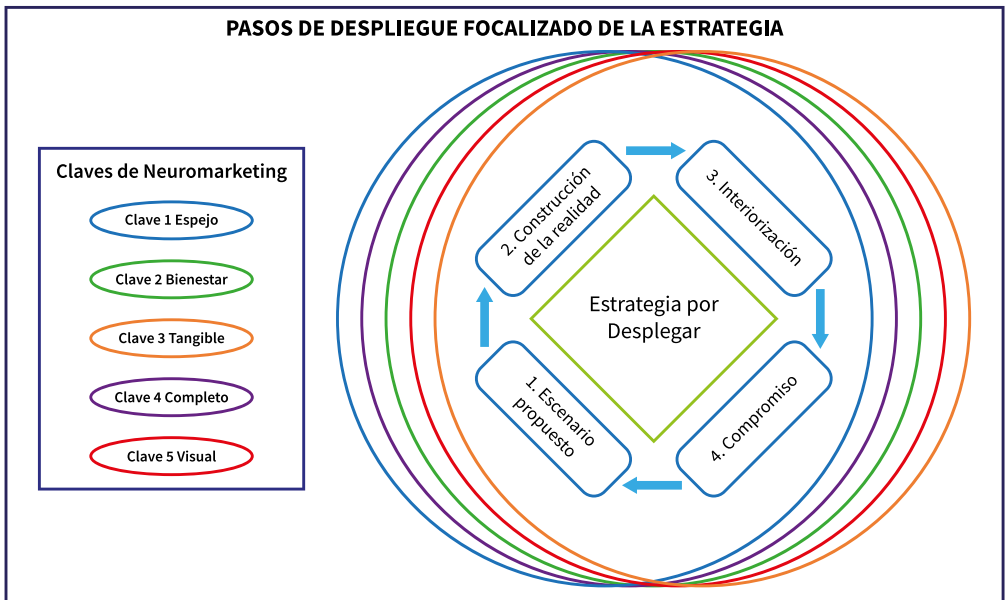 PASOS DE DESPLIEGUE FOCALIZADO DE LA ESTRATEGIA
Claves de Neuromarketing
Clave 1 Espejo
Clave 2 Bienestar
Clave 3 Tangible
Clave 4 Completo
Clave 5 Visual
1. Escenario
propuesto
2. Construcción
de la realidad
3. Interiorización
4. Compromiso
Estrategia por
Desplegar